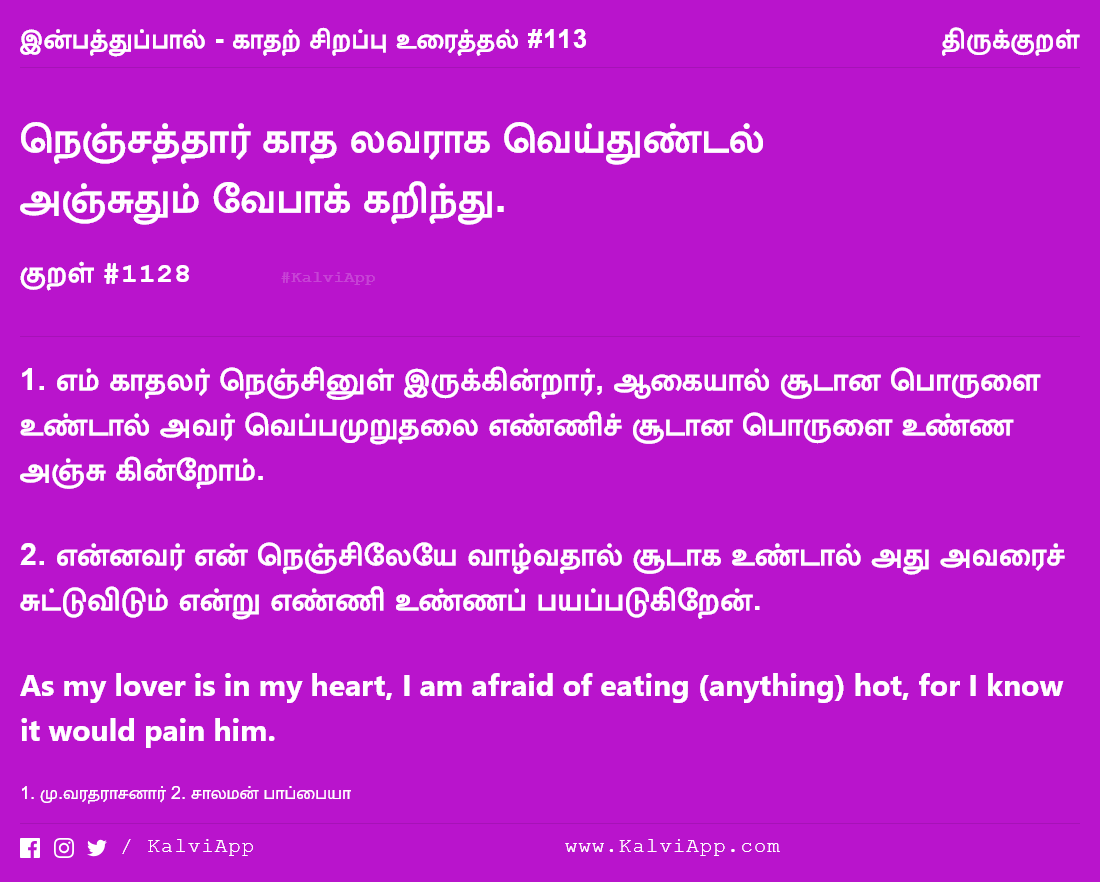 இன்பத்துப்பால் - காதற் சிறப்பு உரைத்தல் #113 திருக்குறள்
நெஞ்சத்தார் காத லவராக வெய்துண்டல்
அஞ்சுதும் வேபாக் கறிந்து.
குறள் #1128 #KalviApp
1. எம் காதலர் நெஞ்சினுள் இருக்கின்றார், ஆகையால் சூடான பொருளை
உண்டால் அவர் வெப்பமுறுதலை எண்ணிச் சூடான பொருளை உண்ண
அஞ்சு கின்றோம்.
2. என்னவர் என் நெஞ்சிலேயே வாழ்வதால் சூடாக உண்டால் அது அவரைச்
சுட்டுவிடும் என்று எண்ணி உண்ணப் பயப்படுகிறேன்.
As my lover is in my heart, I am afraid of eating (anything) hot, for I know
it would pain him.
1. மு.வரதராசனார் 2. சாலமன் பாப்பையா
/ KalviApp www.KalviApp.com